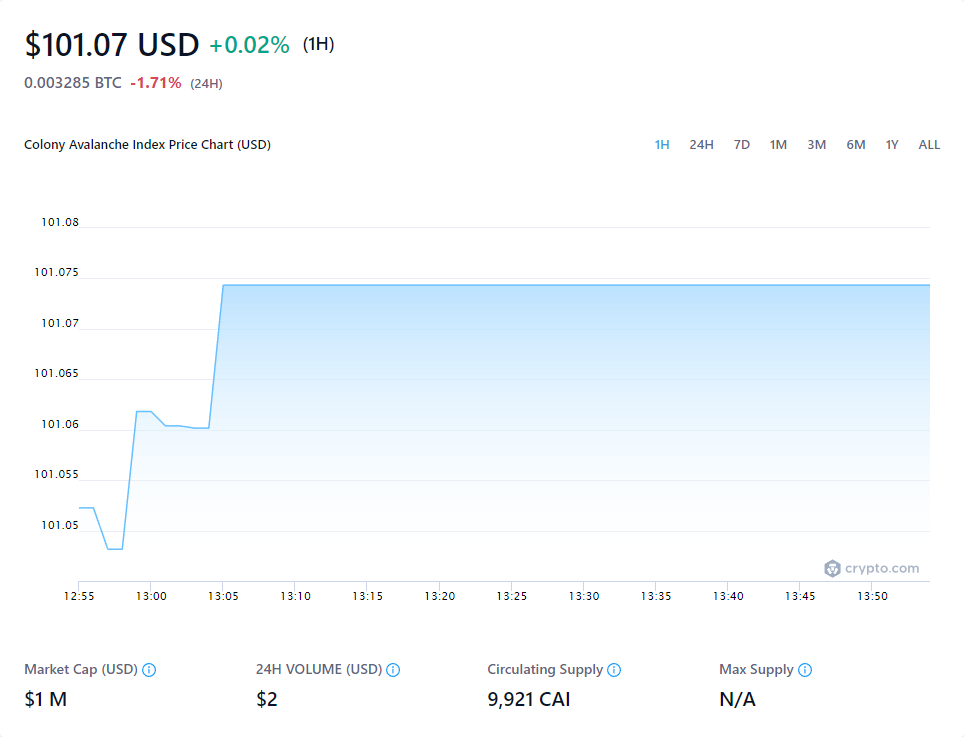 $101.07 USD +0.02% (1H)
0.003285 BTC -1.71% (24H)
Colony Avalanche Index Price Chart (USD) 1H 24H 7D 1M 3M 6M 1Y ALL
101.08
101.075
101.07
101.065
101.06
101.055
101.05
crypto.com
12:55 13:00 13:05 13:10 13:15 13:20 13:25 13:30 13:35 13:40 13:45 13:50
Market Cap (USD) 24H VOLUME (USD) Circulating Supply Max Supply
$1 M $2 9,921 CAI N/A